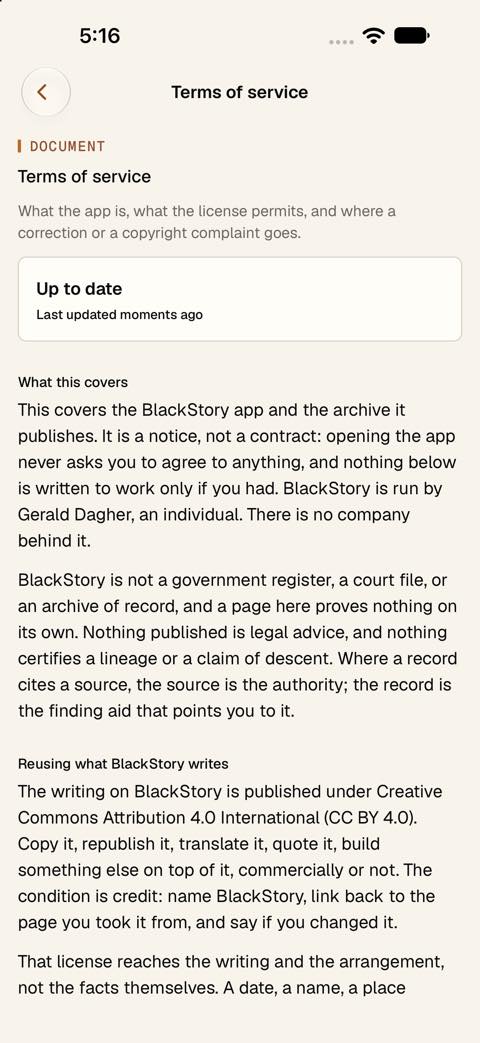 5:16
Terms of service
DOCUMENT
Terms of service
What the app is, what the license permits, and where a
correction or a copyright complaint goes.
Up to date
Last updated moments ago
What this covers
This covers the BlackStory app and the archive it
publishes. It is a notice, not a contract: opening the app
never asks you to agree to anything, and nothing below
is written to work only if you had. BlackStory is run by
Gerald Dagher, an individual. There is no company
behind it.
BlackStory is not a government register, a court file, or
an archive of record, and a page here proves nothing on
its own. Nothing published is legal advice, and nothing
certifies a lineage or a claim of descent. Where a record
cites a source, the source is the authority; the record is
the finding aid that points you to it.
Reusing what BlackStory writes
The writing on BlackStory is published under Creative
Commons Attribution 4.0 International (CC BY 4.0).
Copy it, republish it, translate it, quote it, build
something else on top of it, commercially or not. The
condition is credit: name BlackStory, link back to the
page you took it from, and say if you changed it.
That license reaches the writing and the arrangement,
not the facts themselves. A date, a name, a place